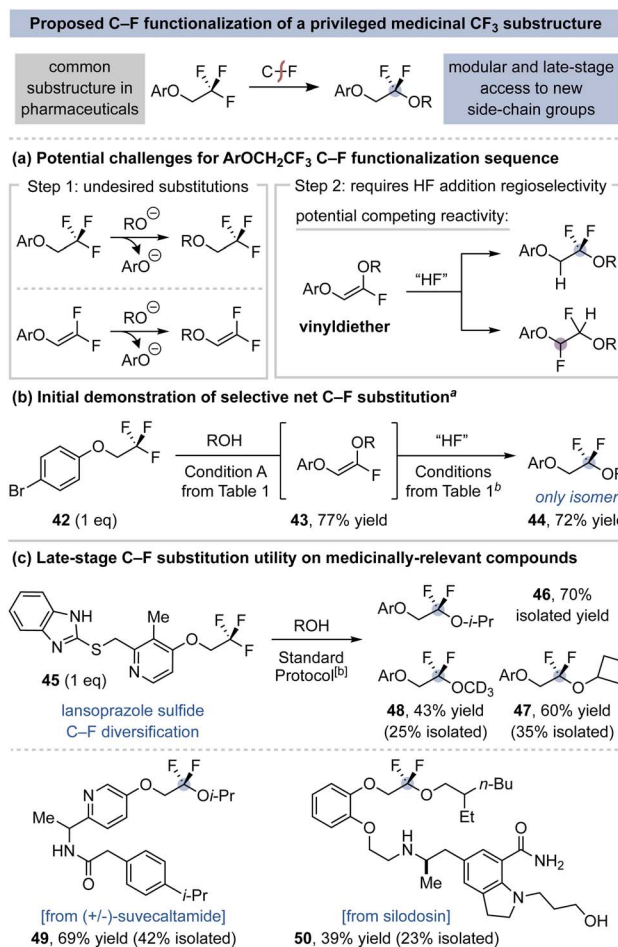 Proposed C–F functionalization of a privileged medicinal CF3 substructure
common
substructure in
pharmaceuticals
ArO
F F
F
C–F
ArO
F F
OR
modular and late-stage
access to new
side-chain groups
(a) Potential challenges for ArOCH2CF3 C–F functionalization sequence
Step 1: undesired substitutions
ArO
F F
F
RO⊖
ArO⊖
RO
F F
F
ArO
F
F
RO⊖
ArO⊖
RO
F
F
Step 2: requires HF addition regioselectivity
potential competing reactivity:
ArO
OR
F
vinyldiether
“HF”
ArO
F F
OR
H
ArO
F H
OR
F
(b) Initial demonstration of selective net C–F substitution^a
Br
O
F F
F
42 (1 eq)
ROH
Condition A
from Table 1
ArO
OR
F
43, 77% yield
“HF”
Conditions
from Table 1^b
ArO
F F
only isomer
44, 72% yield
(c) Late-stage C–F substitution utility on medicinally-relevant compounds
NH
N
S
N
Me
O
F F
F
45 (1 eq)
lansoprazole sulfide
C–F diversification
ROH
Standard
Protocol[b]
ArO
F F
O-i-Pr
46, 70%
isolated yield
ArO
F F
OCD3
48, 43% yield
(25% isolated)
ArO
F F
O
47, 60% yield
(35% isolated)
N
O
F F
Oi-Pr
Me
HN
O
i-Pr
[from (+/-)-suvecaltamide]
49, 69% yield (42% isolated)
O
F F
O
n-Bu
Et
O
H
N
Me
O
NH2
N
OH
[from silodosin]
50, 39% yield (23% isolated)